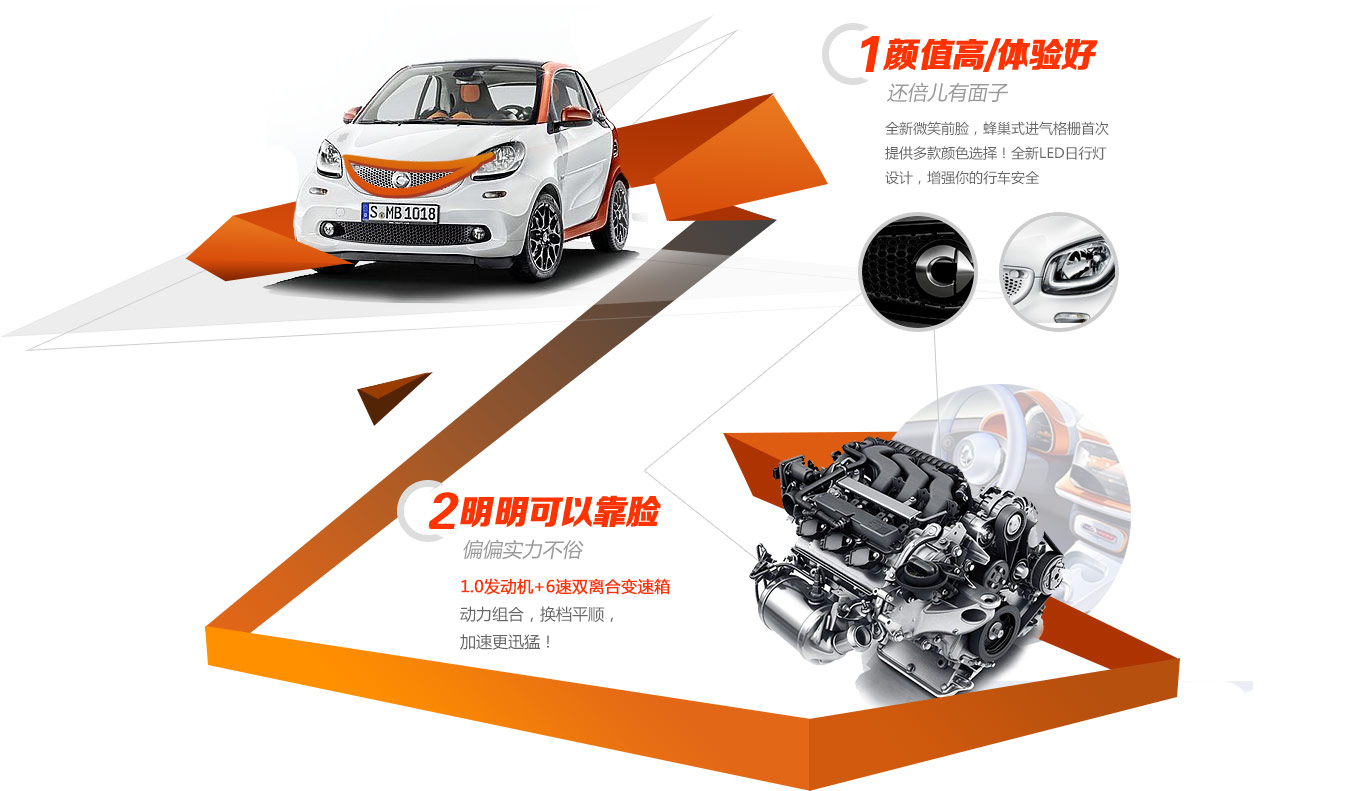 1颜值高/体验好
还倍儿有面子
全新微笑前脸，蜂巢式进气格栅首次
提供多款颜色选择！全新LED日行灯
设计，增强你的行车安全
S MB 1018
2明明可以靠脸
偏偏实力不俗
1.0发动机+6速双离合变速箱
动力组合，换档平顺，
加速更迅猛！